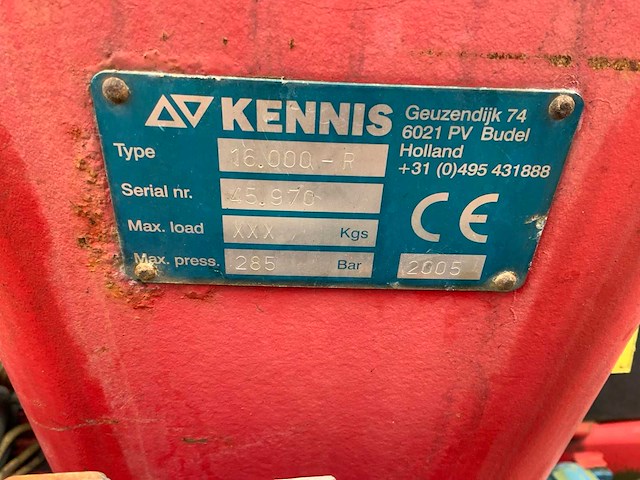 KENNIS
Geuzendijk 74
6021 PV Budel
Holland
+31 (0)495 431888
Type 16.000-R
Serial nr. 45.970
Max. load XXX Kgs
Max. press. 285 Bar
CE
2005